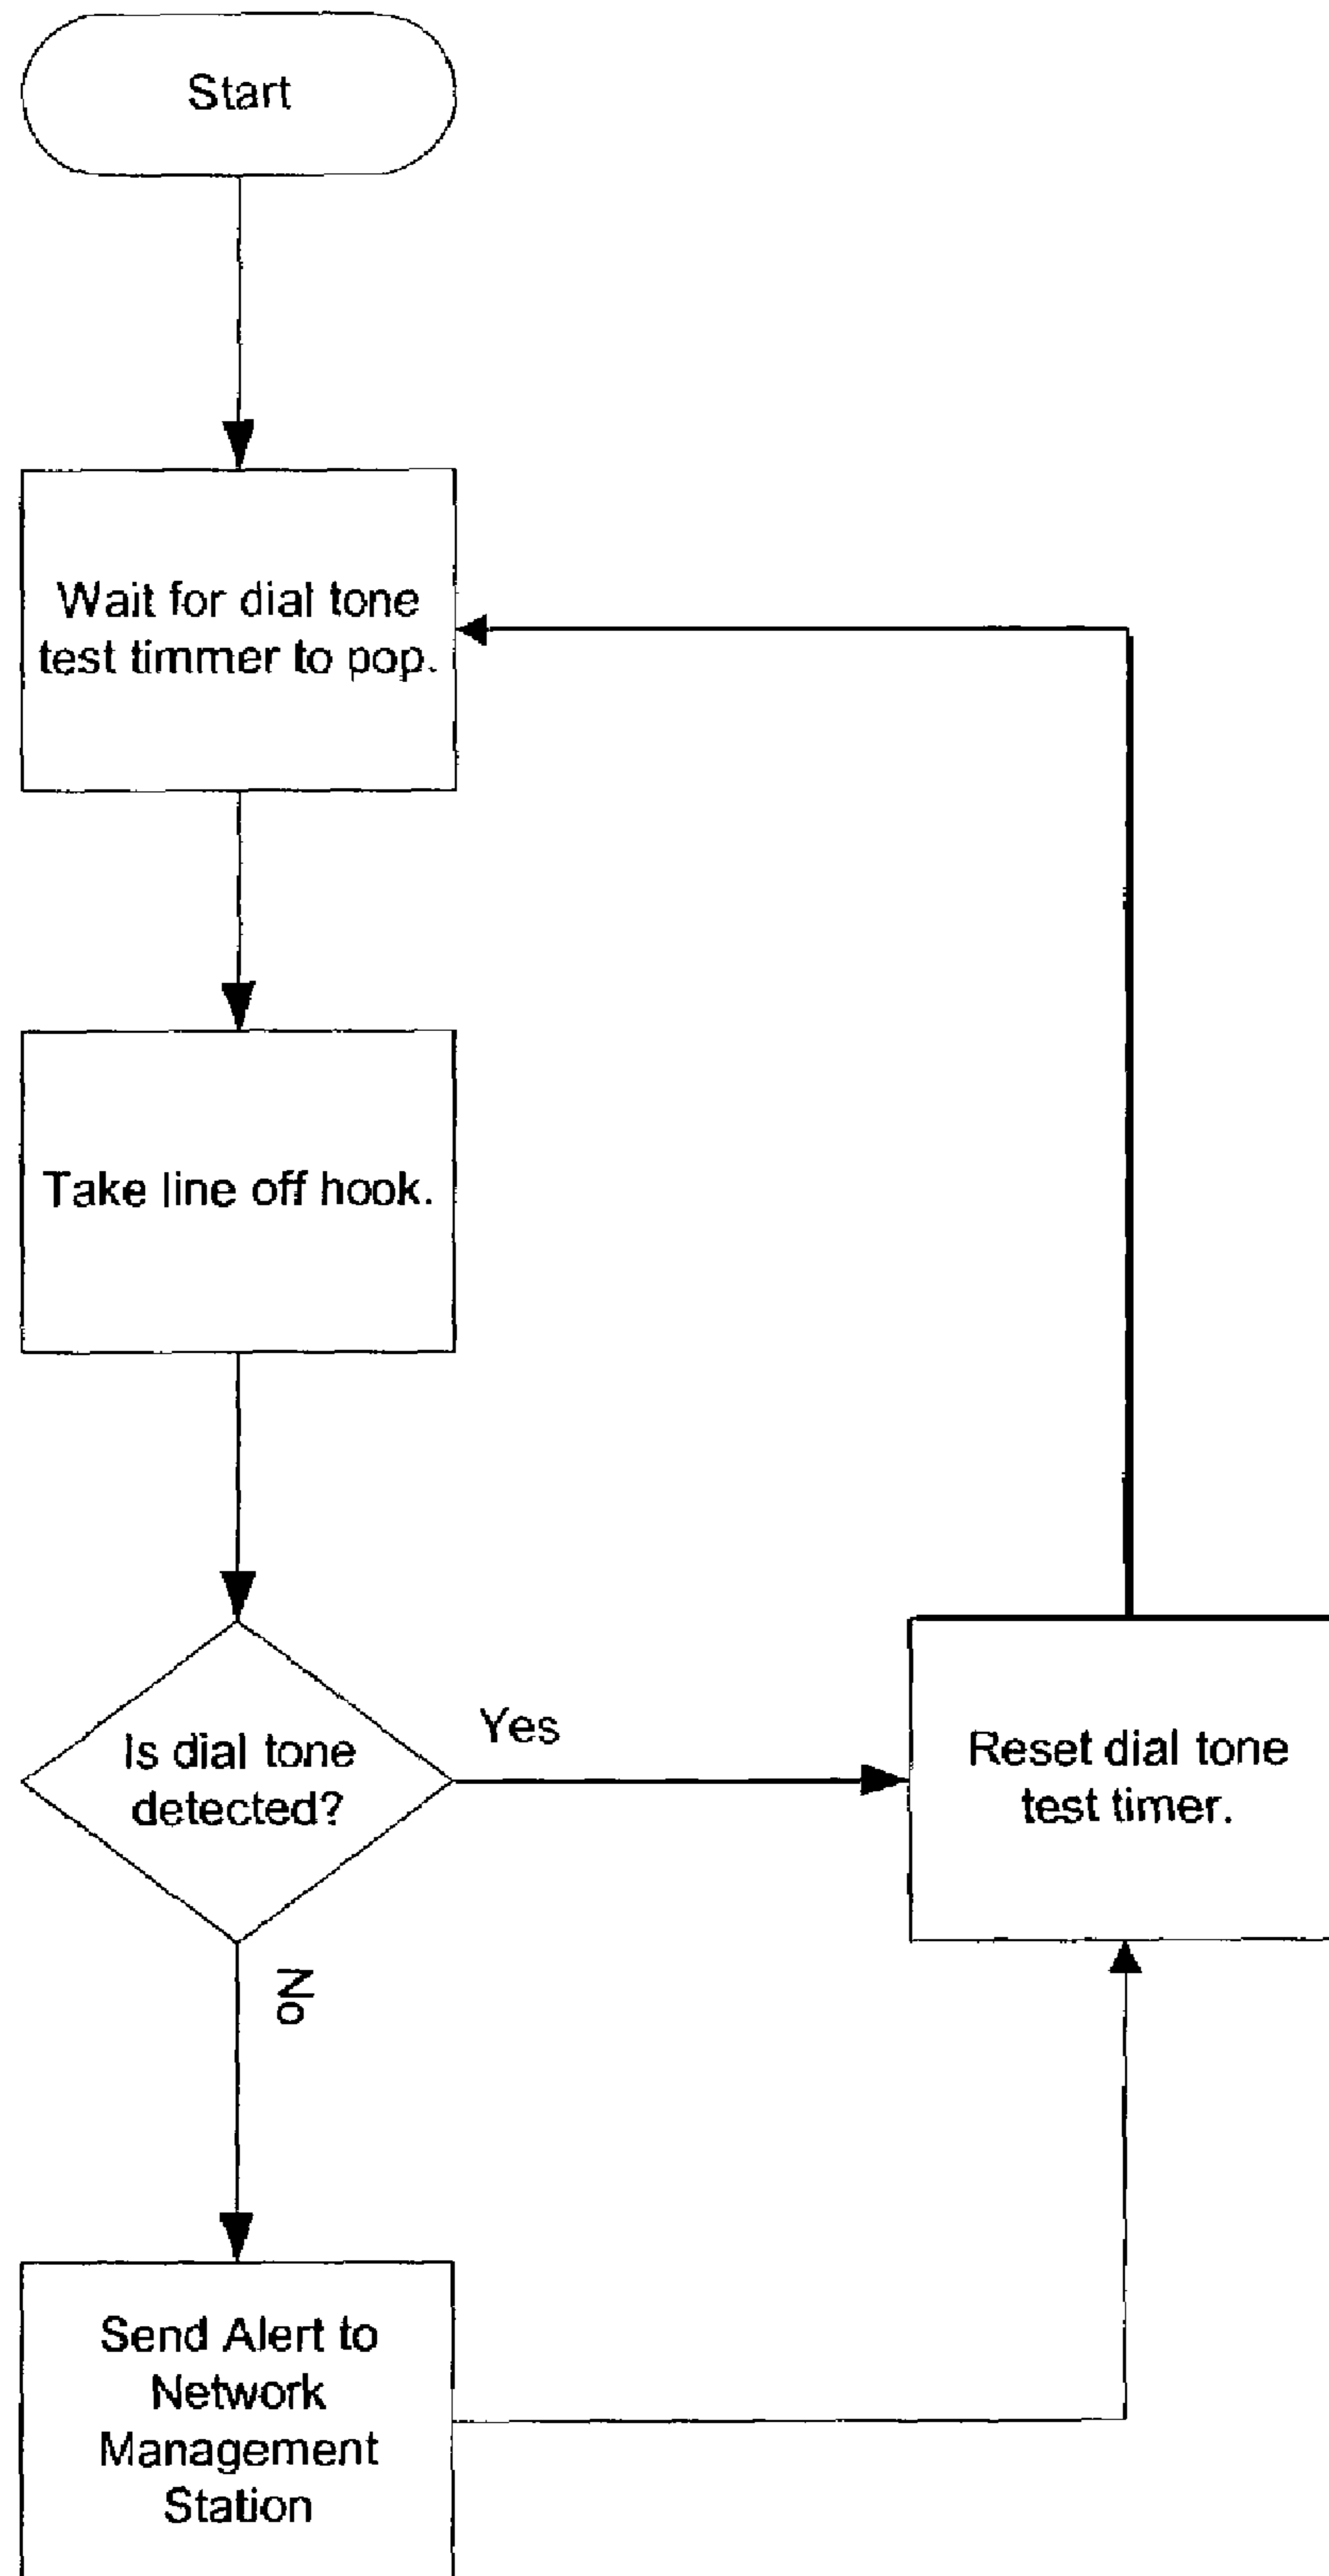 Start
Wait for dial tone
test timmer to pop.
Take line off hook.
Is dial tone
detected?
Yes
Reset dial tone
test timer.
No
Send Alert to
Network
Management
Station